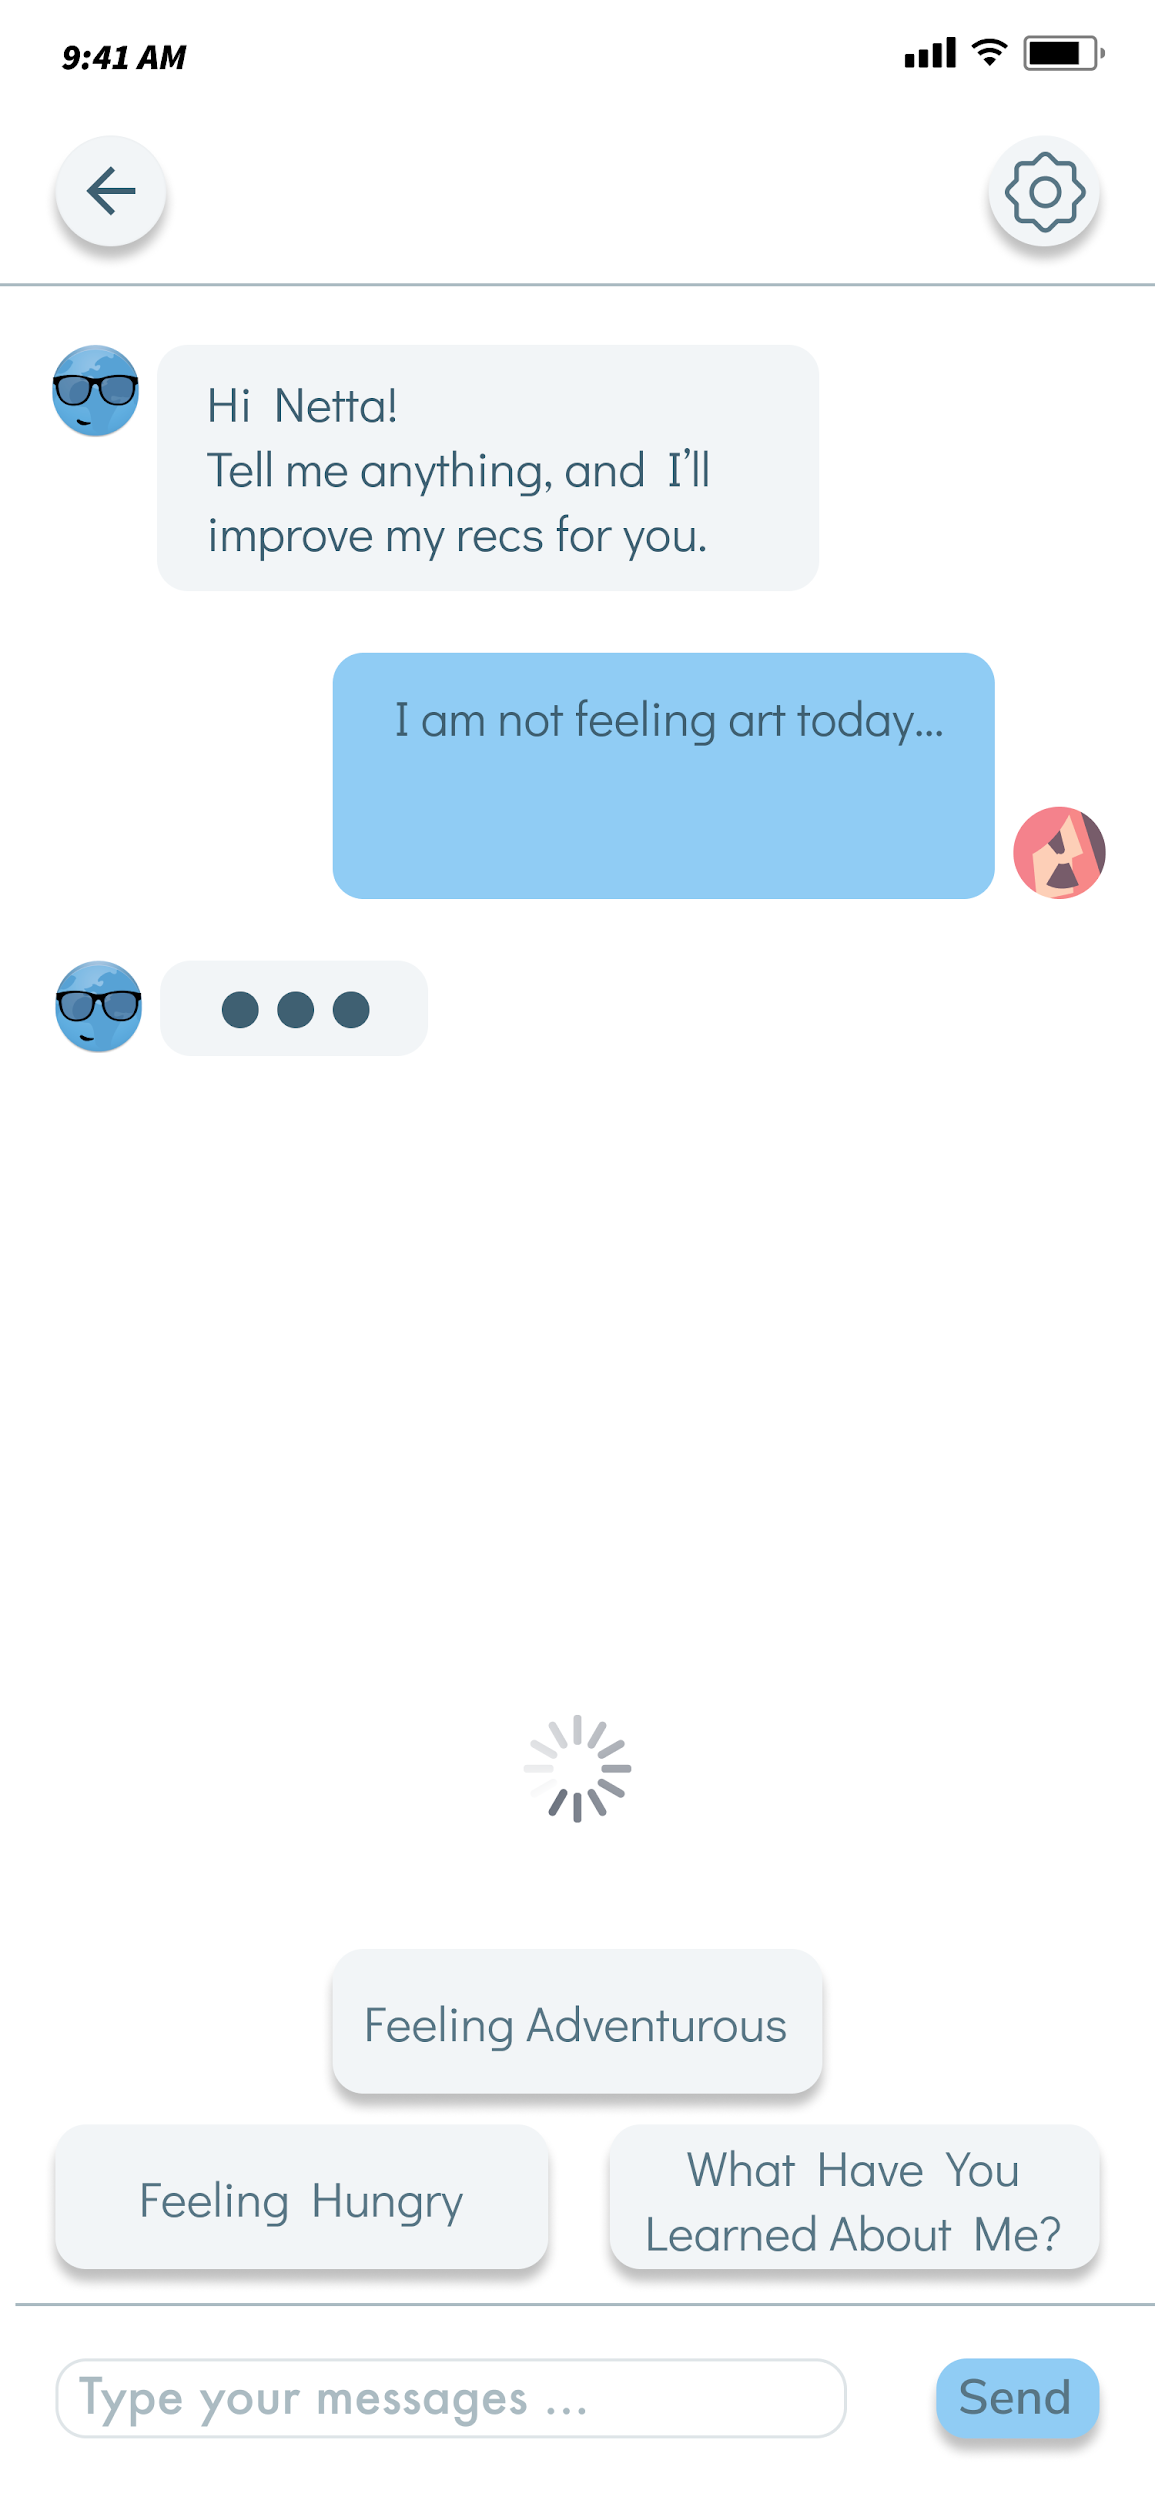 9:41 AM
Hi Netta!
Tell me anything, and I'll
improve my recs for you.
I am not feeling art today...
Feeling Adventurous
Feeling Hungry
What Have You
Learned About Me?
Type your messages ...
Send